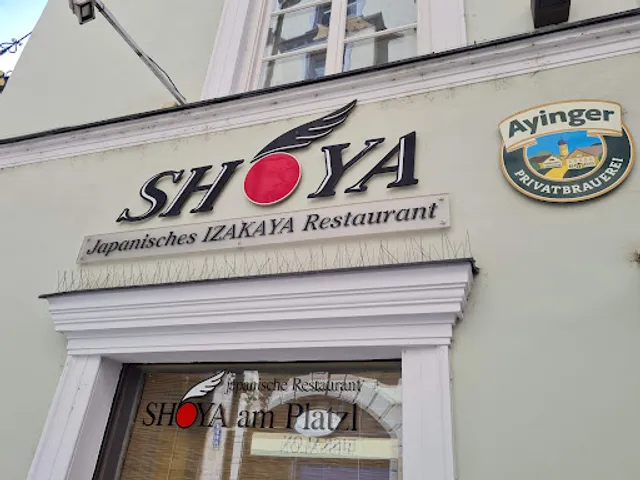 SHOYA
Japanisches IZAKAYA Restaurant
Ayinger
PRIVATBRAUEREI
Japanische Restaurant
SHOYA am Platzl